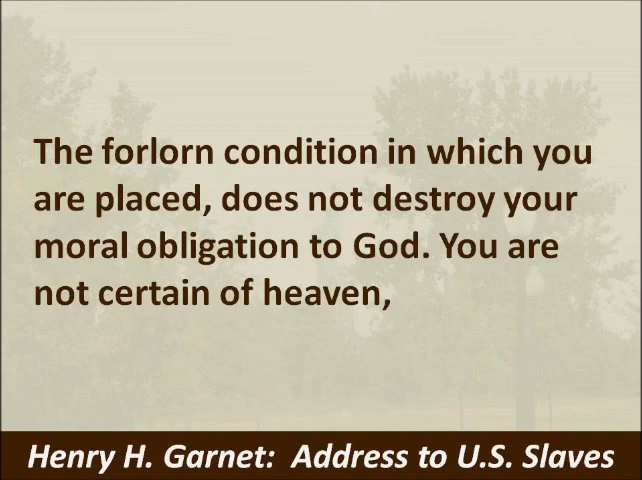 The forlorn condition in which you
are placed, does not destroy your
moral obligation to God. You are
not certain of heaven,
Henry H. Garnet: Address to U.S. Slaves